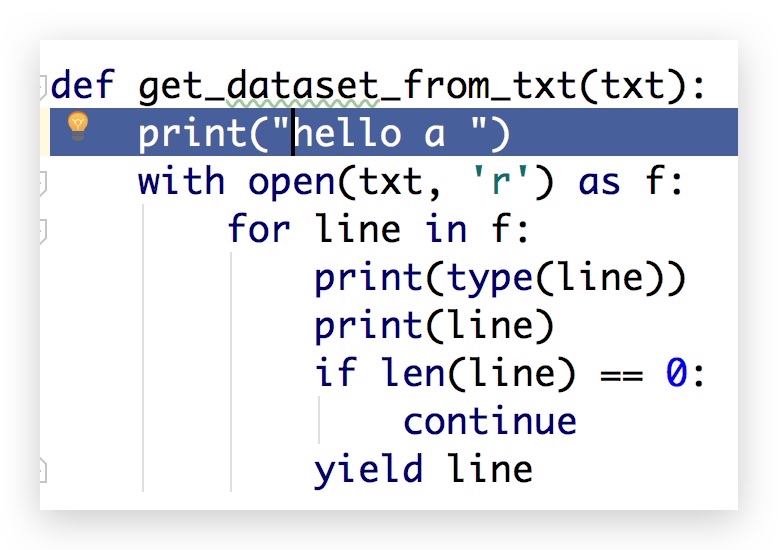 def get_dataset_from_txt(txt):
    print("hello a ")
    with open(txt, 'r') as f:
        for line in f:
            print(type(line))
            print(line)
            if len(line) == 0:
                continue
            yield line